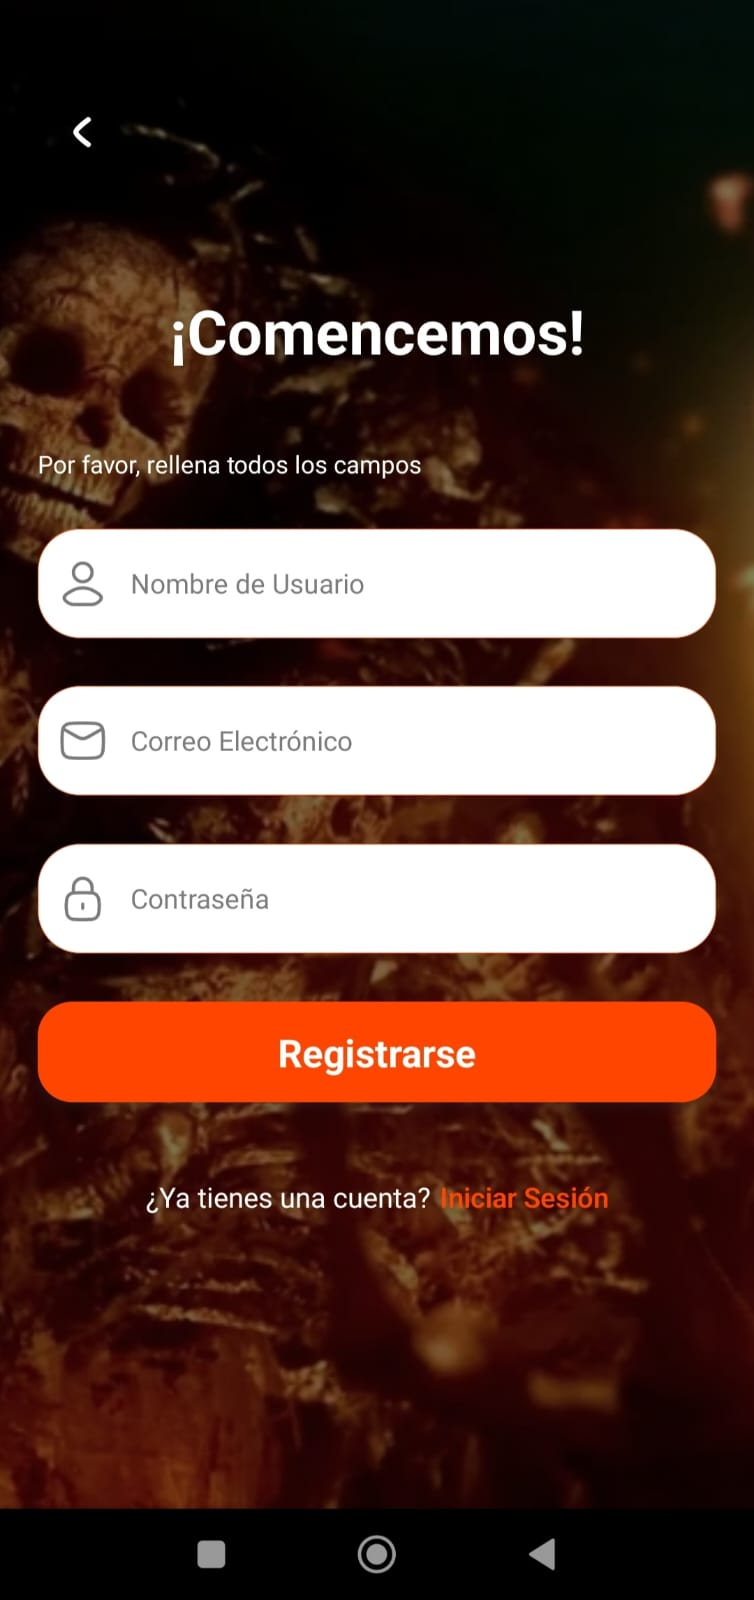 ¡Comencemos!
Por favor, rellena todos los campos
Nombre de Usuario
Correo Electrónico
Contraseña
Registrarse
¿Ya tienes una cuenta? Iniciar Sesión